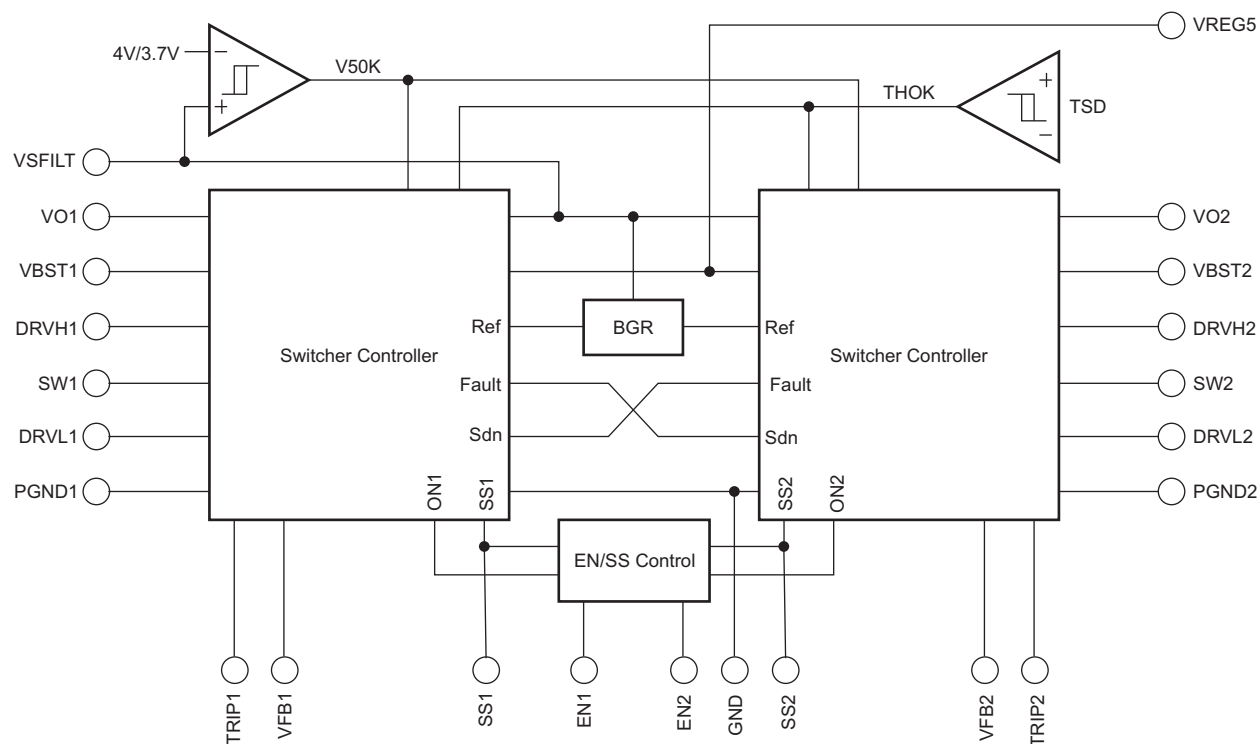 VREG5
4V/3.7V
−
+
V50K
THOK
+
−
TSD
VSFILT
VO1
VBST1
DRVH1
SW1
DRVL1
PGND1
Switcher Controller
Ref
Fault
Sdn
ON1
SS1
BGR
Switcher Controller
Ref
Fault
Sdn
SS2
ON2
VO2
VBST2
DRVH2
SW2
DRVL2
PGND2
EN/SS Control
TRIP1
VFB1
SS1
EN1
EN2
GND
SS2
VFB2
TRIP2